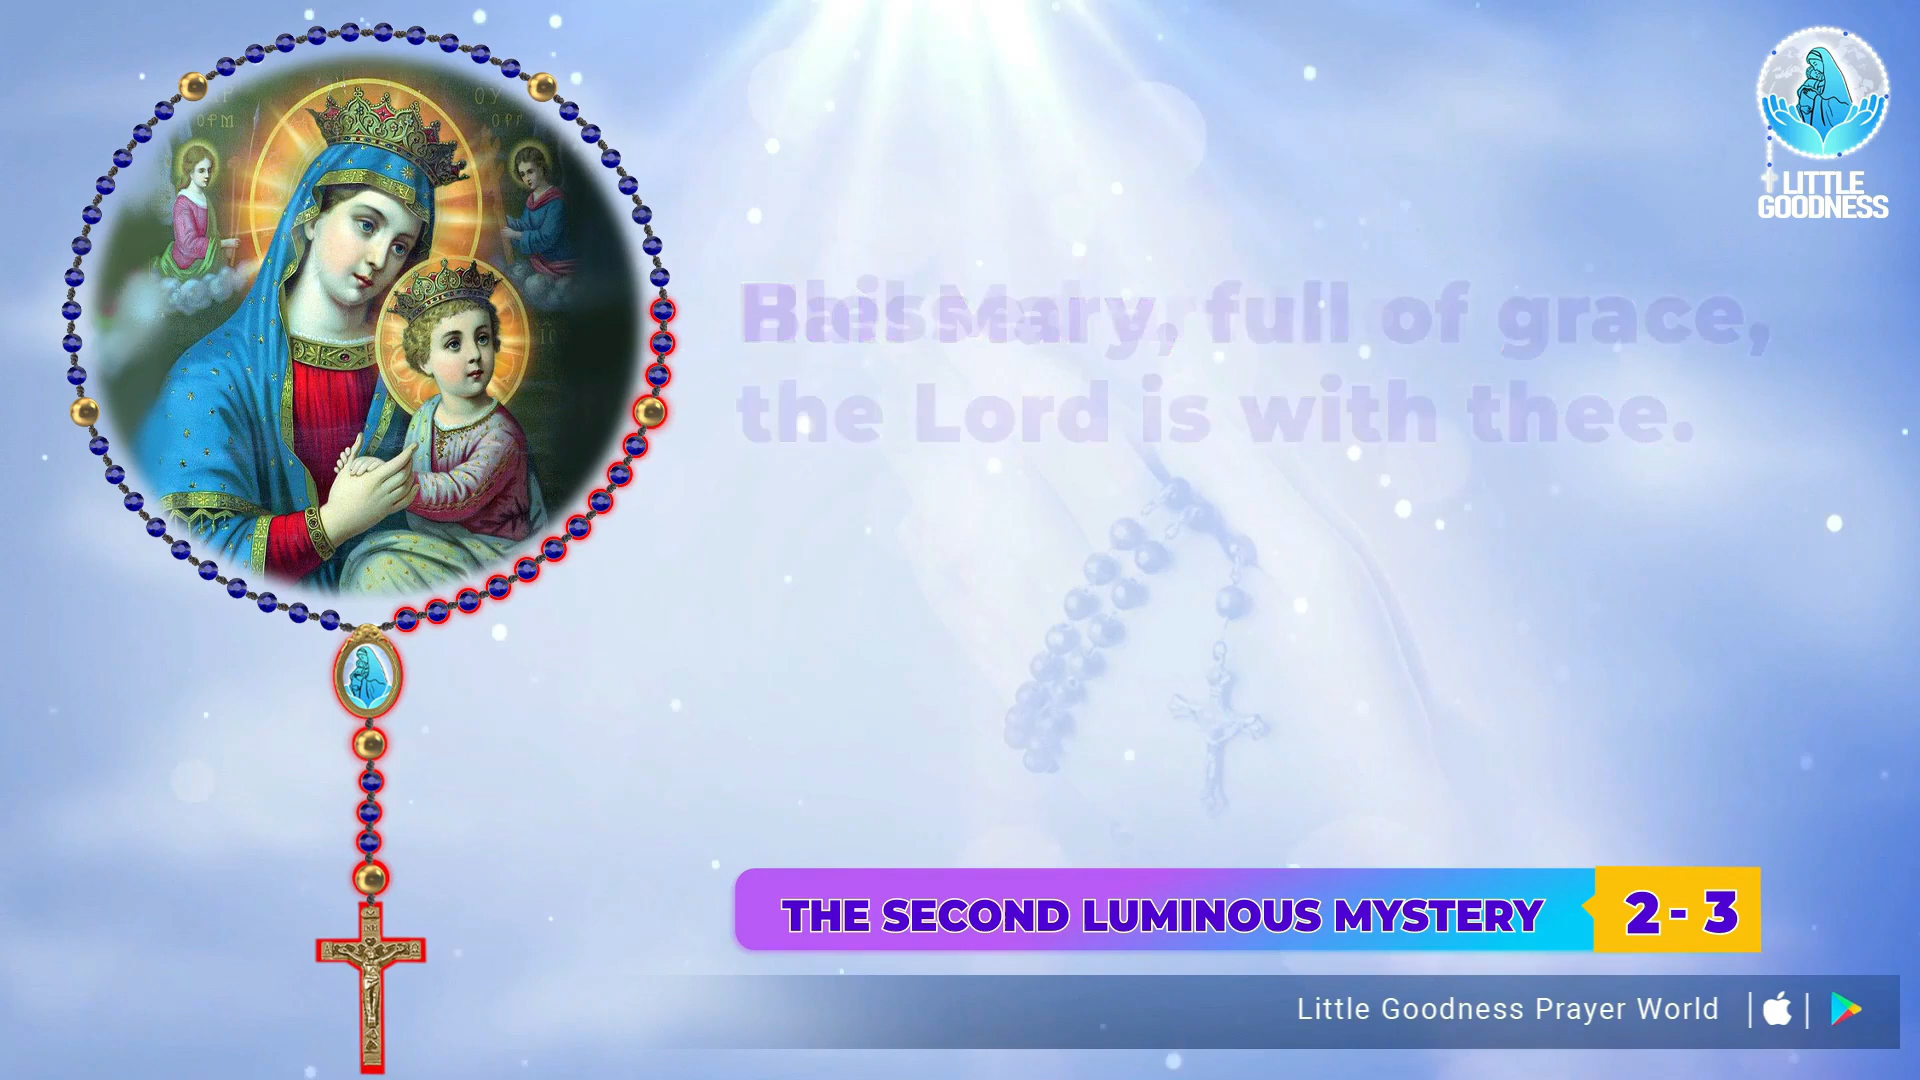 LITTLE
GOODNESS
Hail Mary, full of grace,
the Lord is with thee.
THE SECOND LUMINOUS MYSTERY
2 - 3
Little Goodness Prayer World